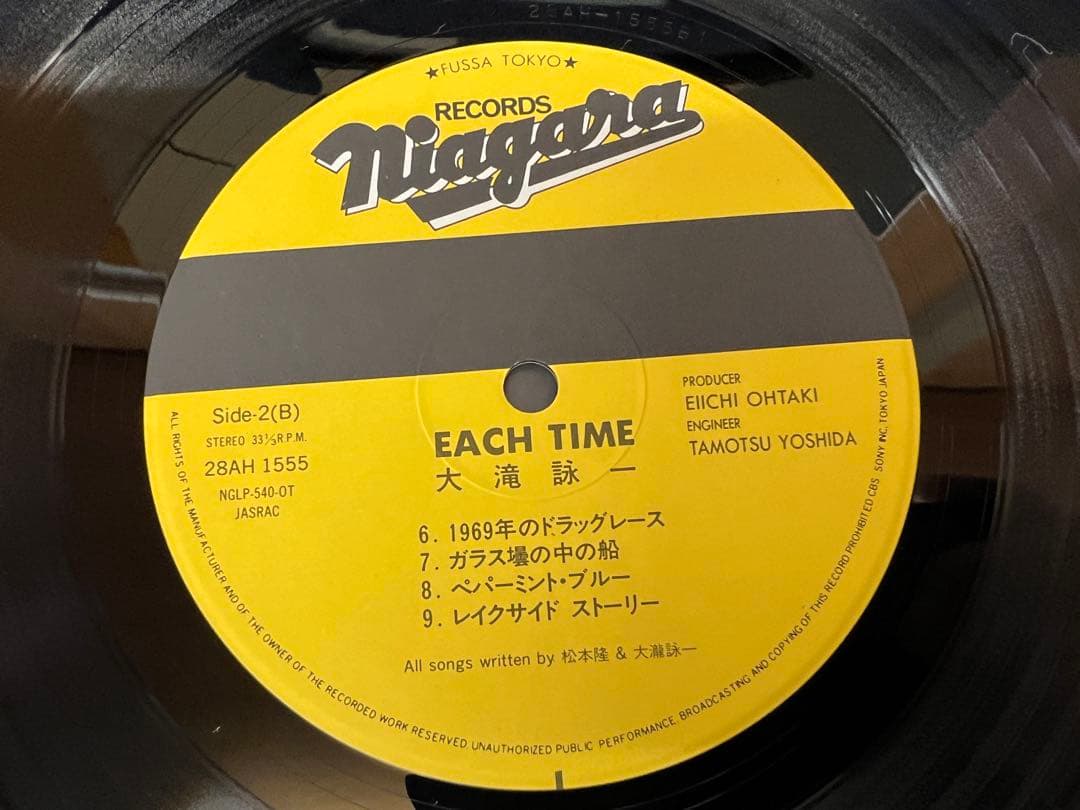 28AH-1555B1
★FUSSA TOKYO★
RECORDS
Niagara
Side-2(B)
STEREO 33⅓R.P.M.
28AH 1555
NGLP-540-OT
JASRAC
PRODUCER
EIICHI OHTAKI
ENGINEER
TAMOTSU YOSHIDA
EACH TIME
大滝詠一
6. 1969年のドラッグレース
7. ガラス壜の中の船
8. ペパーミント・ブルー
9. レイクサイド ストーリー
All songs written by 松本隆 & 大瀧詠一
ALL RIGHTS OF THE MANUFACTURER AND OF THE OWNER OF THE RECORDED WORK RESERVED. UNAUTHORIZED PUBLIC PERFORMANCE, BROADCASTING AND COPYING OF THIS RECORD PROHIBITED CBS SONY INC. TOKYO JAPAN